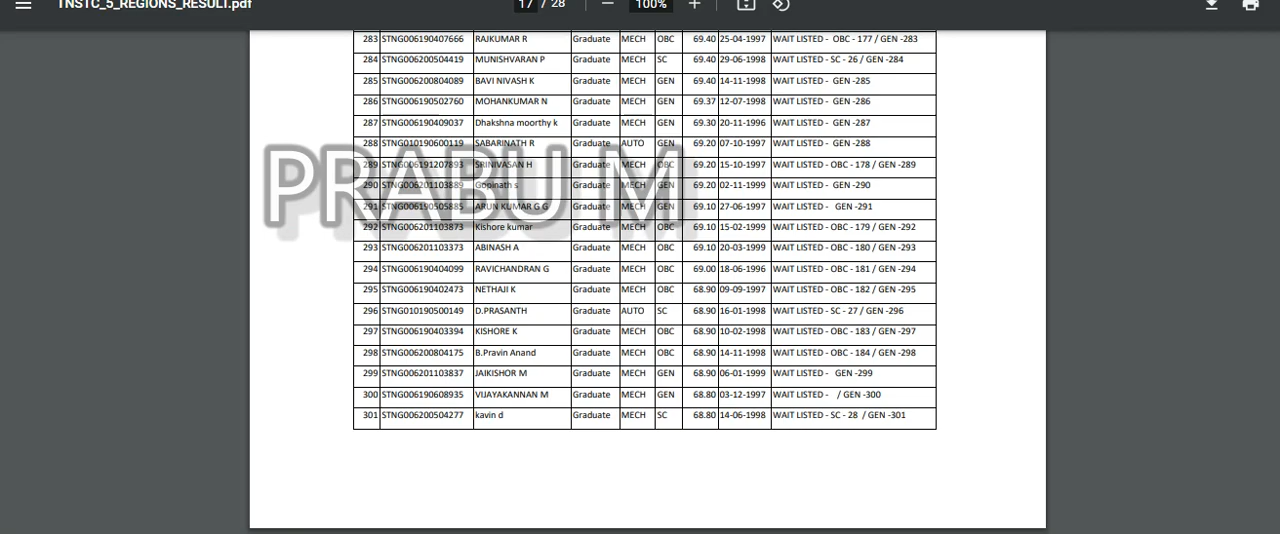 TNSTC_5_REGIONS_RESULT.pdf 17 / 28 100%
283 STNG006190407666 RAJKUMAR R Graduate MECH OBC 69.40 25-04-1997 WAIT LISTED - OBC - 177 / GEN -283
284 STNG006200504419 MUNISHVARAN P Graduate MECH SC 69.40 29-06-1998 WAIT LISTED - SC - 26 / GEN -284
285 STNG006200804089 BAVI NIVASH K Graduate MECH GEN 69.40 14-11-1998 WAIT LISTED - GEN -285
286 STNG006190502760 MOHANKUMAR N Graduate MECH GEN 69.37 12-07-1998 WAIT LISTED - GEN -286
287 STNG006190409037 Dhakshna moorthy k Graduate MECH GEN 69.30 20-11-1996 WAIT LISTED - GEN -287
288 STNG010190600119 SABARINATH R Graduate AUTO GEN 69.20 07-10-1997 WAIT LISTED - GEN -288
289 STNG006191207893 SRINIVASAN H Graduate MECH OBC 69.20 15-10-1997 WAIT LISTED - OBC - 178 / GEN -289
290 STNG006201103889 Gopinath s Graduate MECH GEN 69.20 02-11-1999 WAIT LISTED - GEN -290
291 STNG006190505885 ARUN KUMAR G G Graduate MECH GEN 69.10 27-06-1997 WAIT LISTED - GEN -291
292 STNG006201103873 Kishore kumar Graduate MECH OBC 69.10 15-02-1999 WAIT LISTED - OBC - 179 / GEN -292
293 STNG006201103373 ABINASH A Graduate MECH OBC 69.10 20-03-1999 WAIT LISTED - OBC - 180 / GEN -293
294 STNG006190404099 RAVICHANDRAN G Graduate MECH OBC 69.00 18-06-1996 WAIT LISTED - OBC - 181 / GEN -294
295 STNG006190402473 NETHAJI K Graduate MECH OBC 68.90 09-09-1997 WAIT LISTED - OBC - 182 / GEN -295
296 STNG010190500149 D.PRASANTH Graduate AUTO SC 68.90 16-01-1998 WAIT LISTED - SC - 27 / GEN -296
297 STNG006190403394 KISHORE K Graduate MECH OBC 68.90 10-02-1998 WAIT LISTED - OBC - 183 / GEN -297
298 STNG006200804175 B.Pravin Anand Graduate MECH OBC 68.90 14-11-1998 WAIT LISTED - OBC - 184 / GEN -298
299 STNG006201103837 JAIKISHOR M Graduate MECH GEN 68.90 06-01-1999 WAIT LISTED - GEN -299
300 STNG006190608935 VIJAYAKANNAN M Graduate MECH GEN 68.80 03-12-1997 WAIT LISTED - / GEN -300
301 STNG006200504277 kavin d Graduate MECH SC 68.80 14-06-1998 WAIT LISTED - SC - 28 / GEN -301
PRABU M